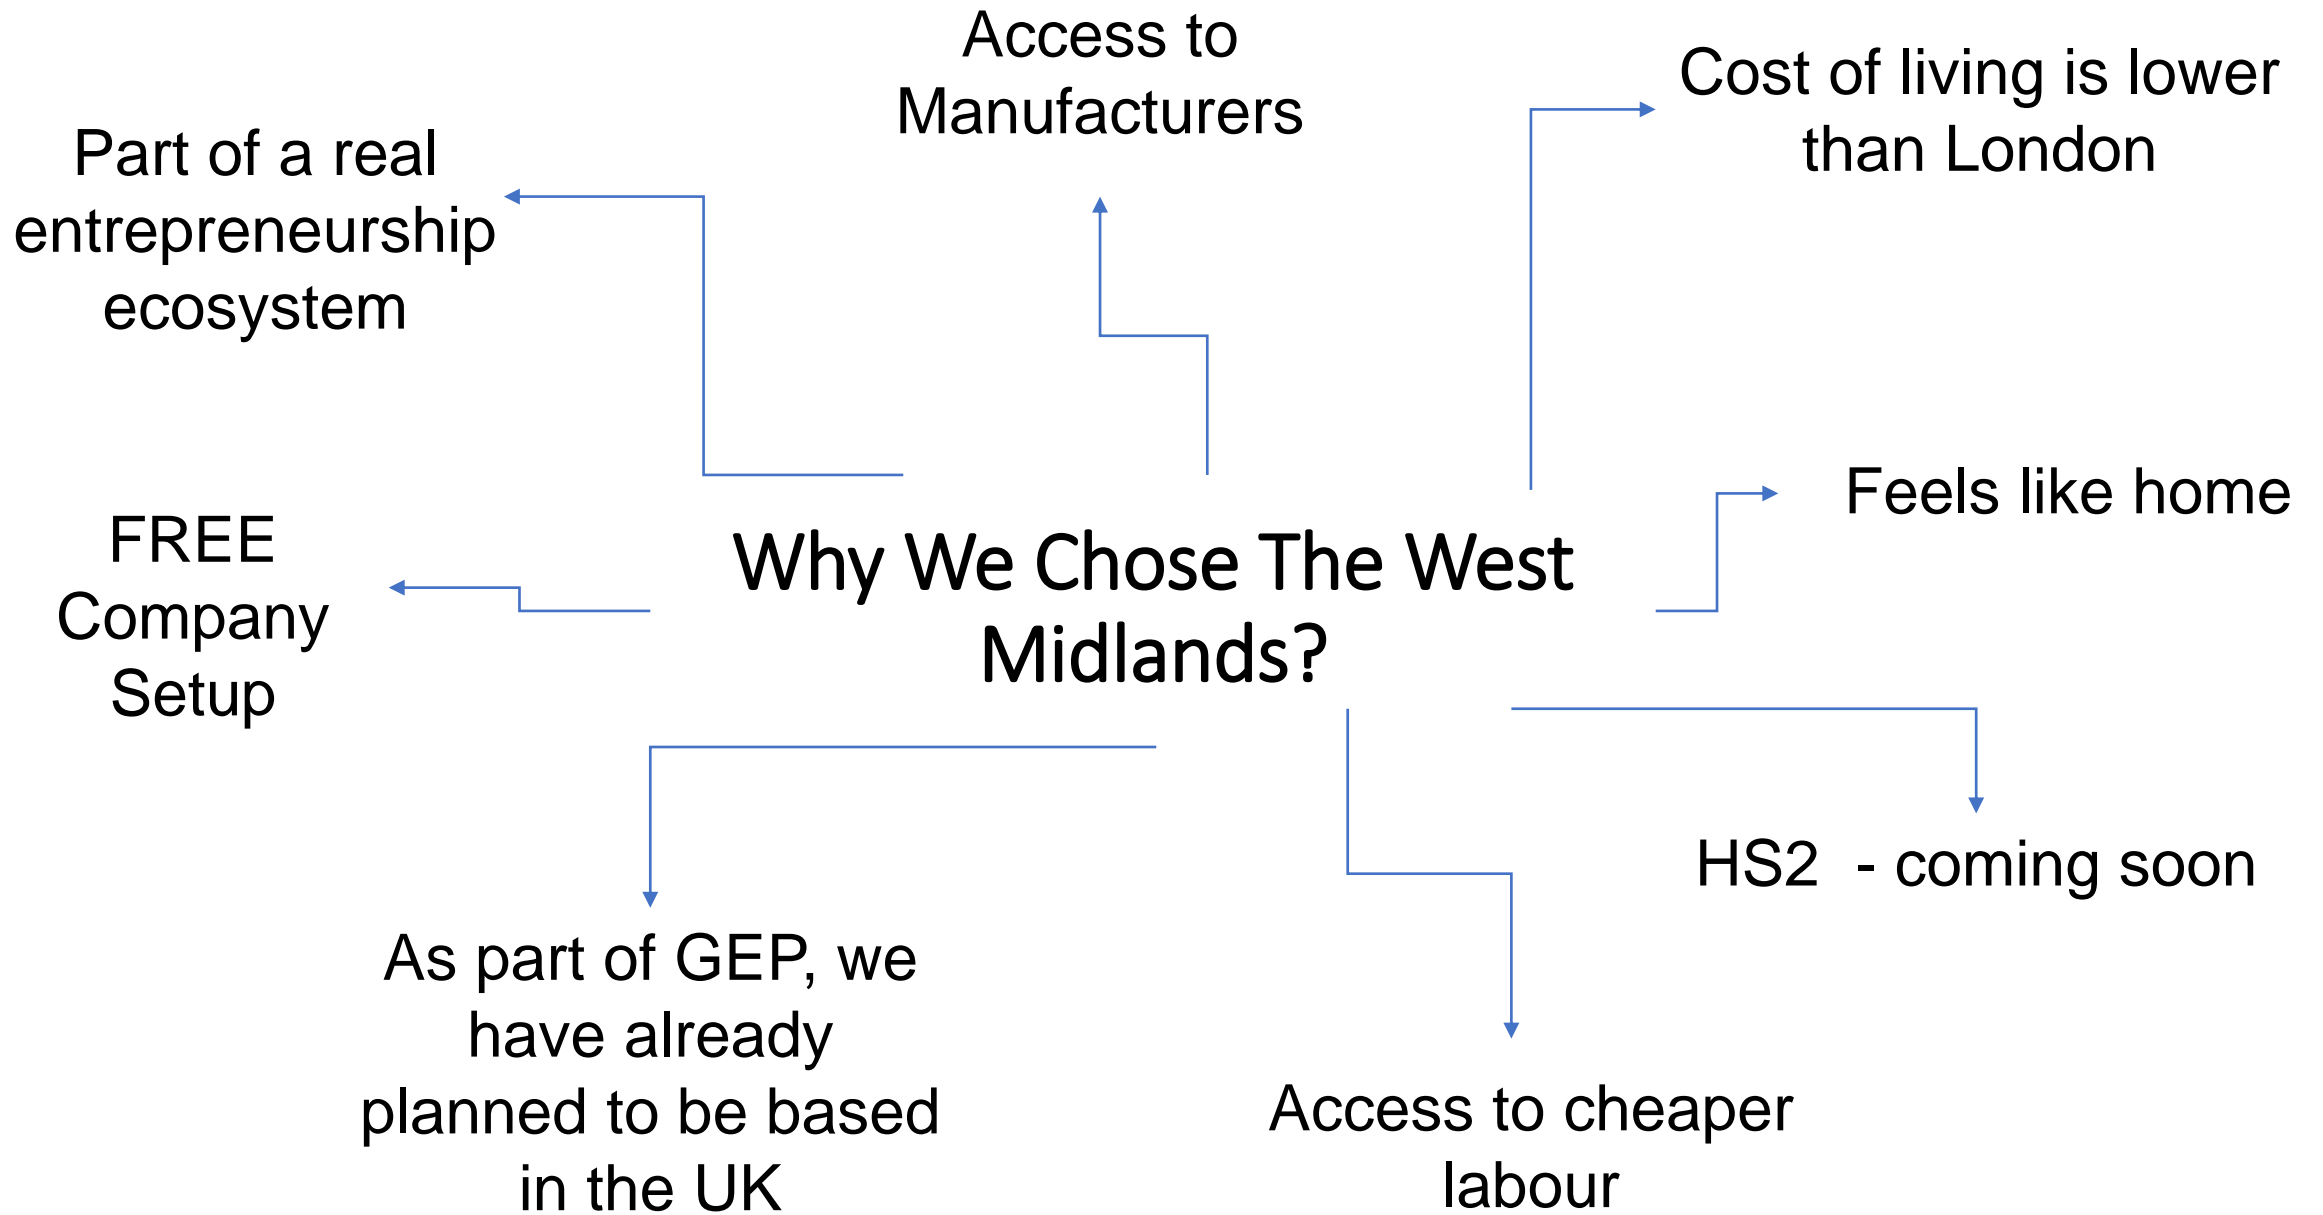 Access to
Manufacturers
Cost of living is lower
than London
Part of a real
entrepreneurship
ecosystem
Feels like home
FREE
Company
Setup
Why We Chose The West
Midlands?
HS2  - coming soon
As part of GEP, we
have already
planned to be based
in the UK
Access to cheaper
labour